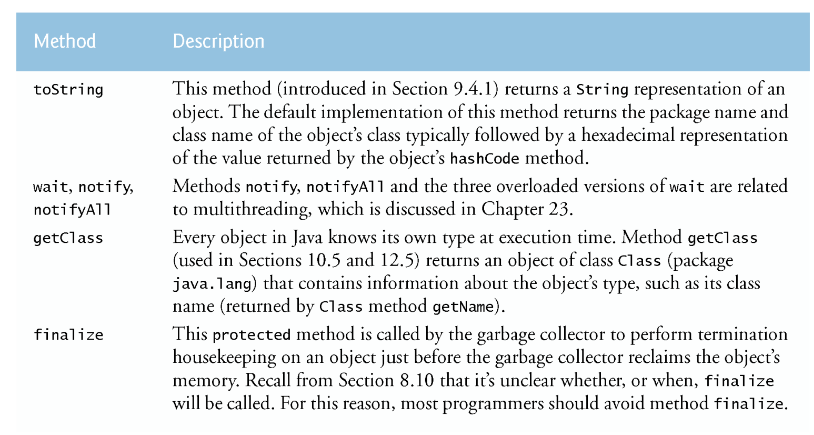 Method Description
toString This method (introduced in Section 9.4.1) returns a String representation of an
object. The default implementation of this method returns the package name and
class name of the object's class typically followed by a hexadecimal representation
of the value returned by the object's hashCode method.
wait, notify, Methods notify, notifyAll and the three overloaded versions of wait are related
notifyAll to multithreading, which is discussed in Chapter 23.
getClass Every object in Java knows its own type at execution time. Method getClass
(used in Sections 10.5 and 12.5) returns an object of class Class (package
java.lang) that contains information about the object's type, such as its class
name (returned by Class method getName).
finalize This protected method is called by the garbage collector to perform termination
housekeeping on an object just before the garbage collector reclaims the object's
memory. Recall from Section 8.10 that it's unclear whether, or when, finalize
will be called. For this reason, most programmers should avoid method finalize.